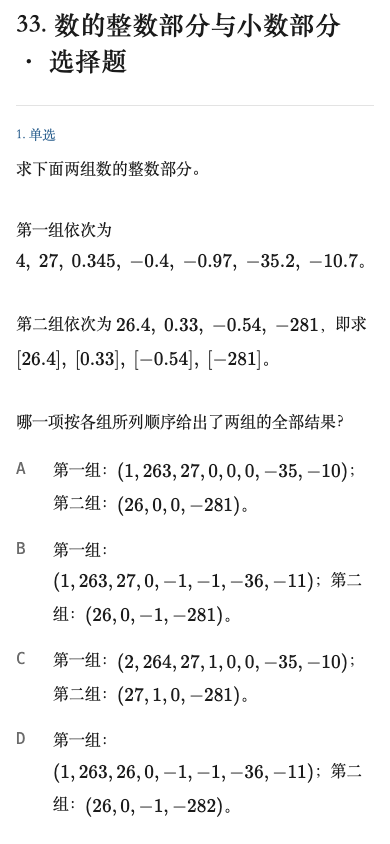 33. 数的整数部分与小数部分
· 选择题
1. 单选
求下面两组数的整数部分。
第一组依次为
4, 27, 0.345, −0.4, −0.97, −35.2, −10.7。
第二组依次为 26.4, 0.33, −0.54, −281，即求
[26.4], [0.33], [−0.54], [−281]。
哪一项按各组所列顺序给出了两组的全部结果？
A 第一组：(1, 263, 27, 0, 0, 0, −35, −10)；
第二组：(26, 0, 0, −281)。
B 第一组：
(1, 263, 27, 0, −1, −1, −36, −11)；第二
组：(26, 0, −1, −281)。
C 第一组：(2, 264, 27, 1, 0, 0, −35, −10)；
第二组：(27, 1, 0, −281)。
D 第一组：
(1, 263, 26, 0, −1, −1, −36, −11)；第二
组：(26, 0, −1, −282)。